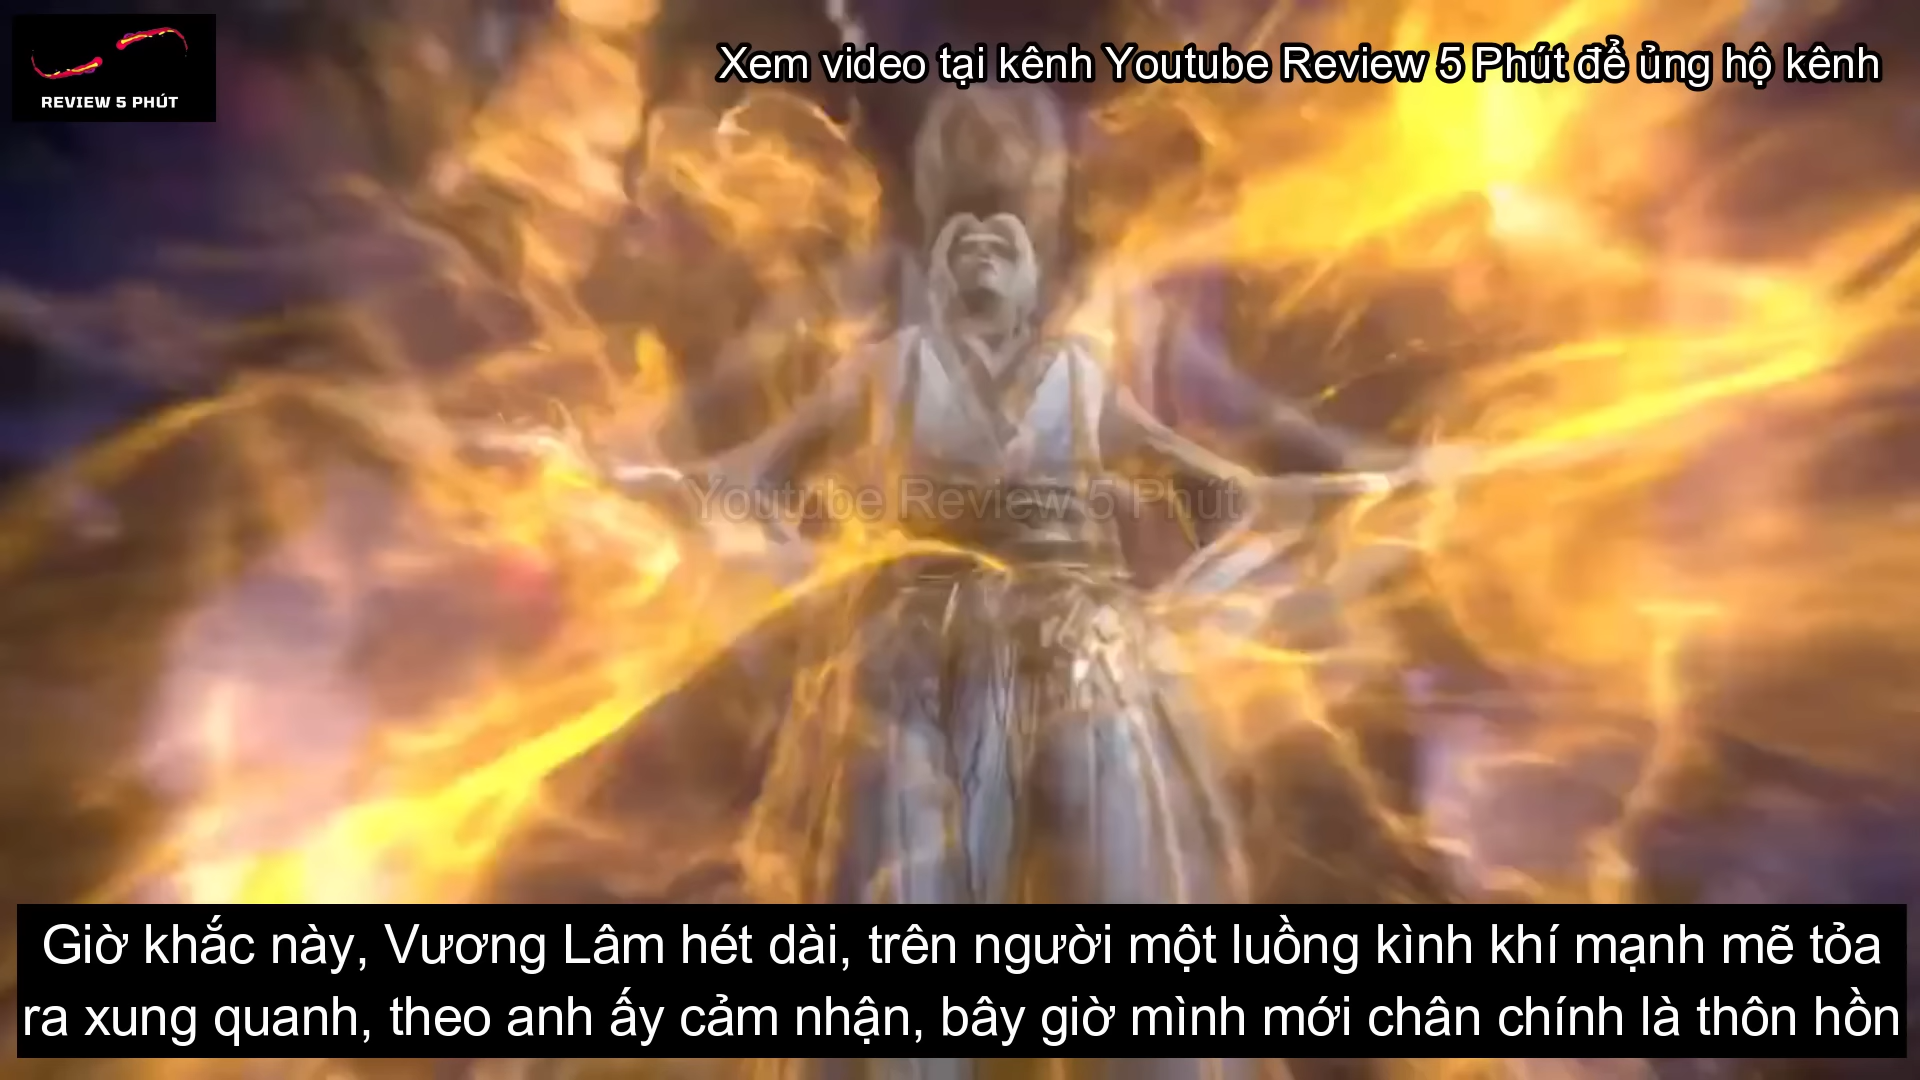 REVIEW 5 PHÚT
Xem video tại kênh Youtube Review 5 Phút để ủng hộ kênh
Youtube Review 5 Phút
Giờ khắc này, Vương Lâm hét dài, trên người một luồng kình khí mạnh mẽ tỏa
ra xung quanh, theo anh ấy cảm nhận, bây giờ mình mới chân chính là thôn hồn